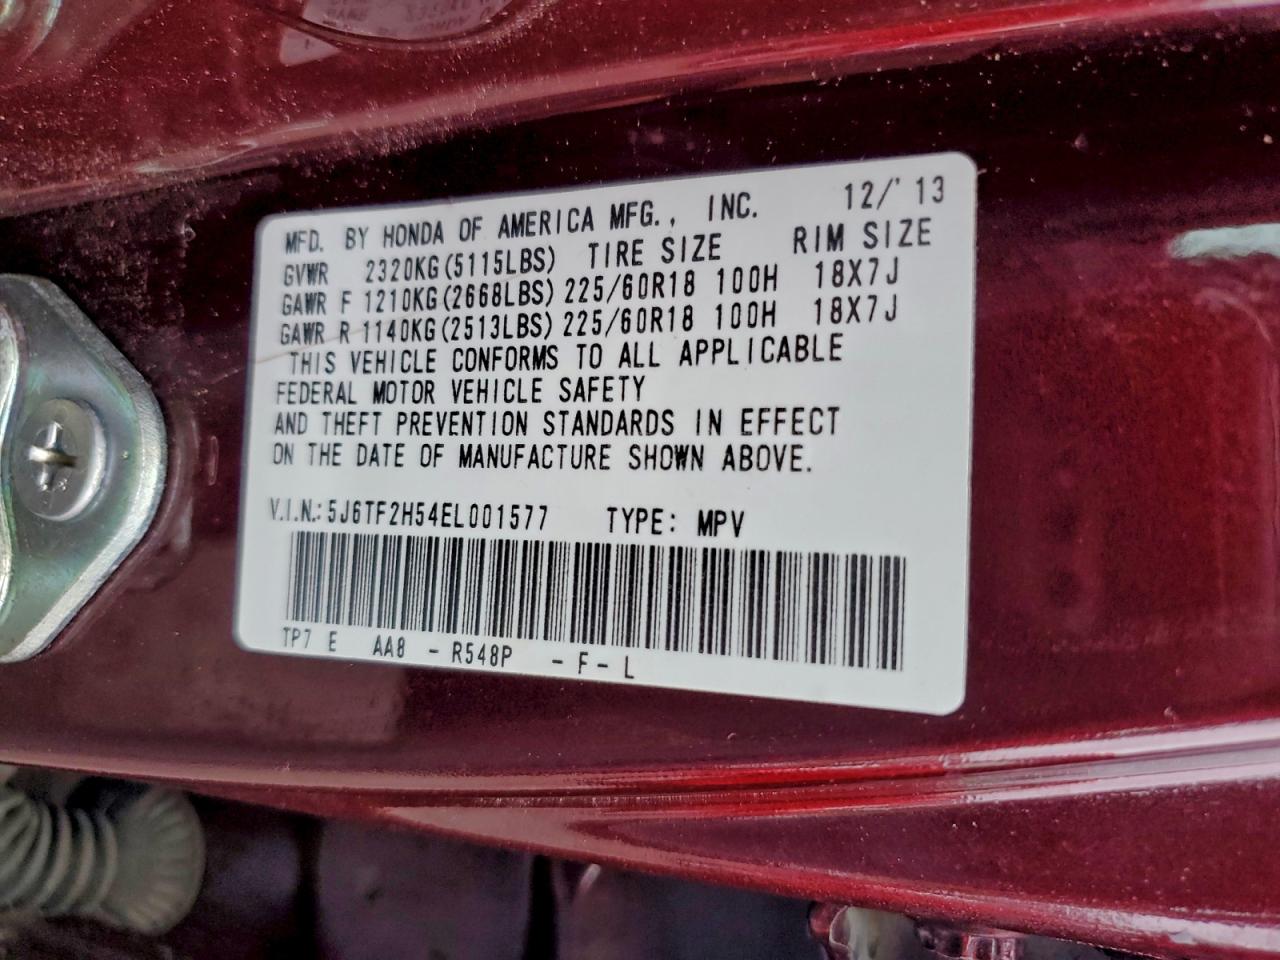 MFD. BY HONDA OF AMERICA MFG., INC. 12/'13
GVWR 2320KG(5115LBS) TIRE SIZE RIM SIZE
GAWR F 1210KG(2668LBS) 225/60R18 100H 18X7J
GAWR R 1140KG(2513LBS) 225/60R18 100H 18X7J
THIS VEHICLE CONFORMS TO ALL APPLICABLE
FEDERAL MOTOR VEHICLE SAFETY
AND THEFT PREVENTION STANDARDS IN EFFECT
ON THE DATE OF MANUFACTURE SHOWN ABOVE.
V.I.N.: 5J6TF2H54EL001577 TYPE: MPV
TP7 E AA8 - R548P - F - L